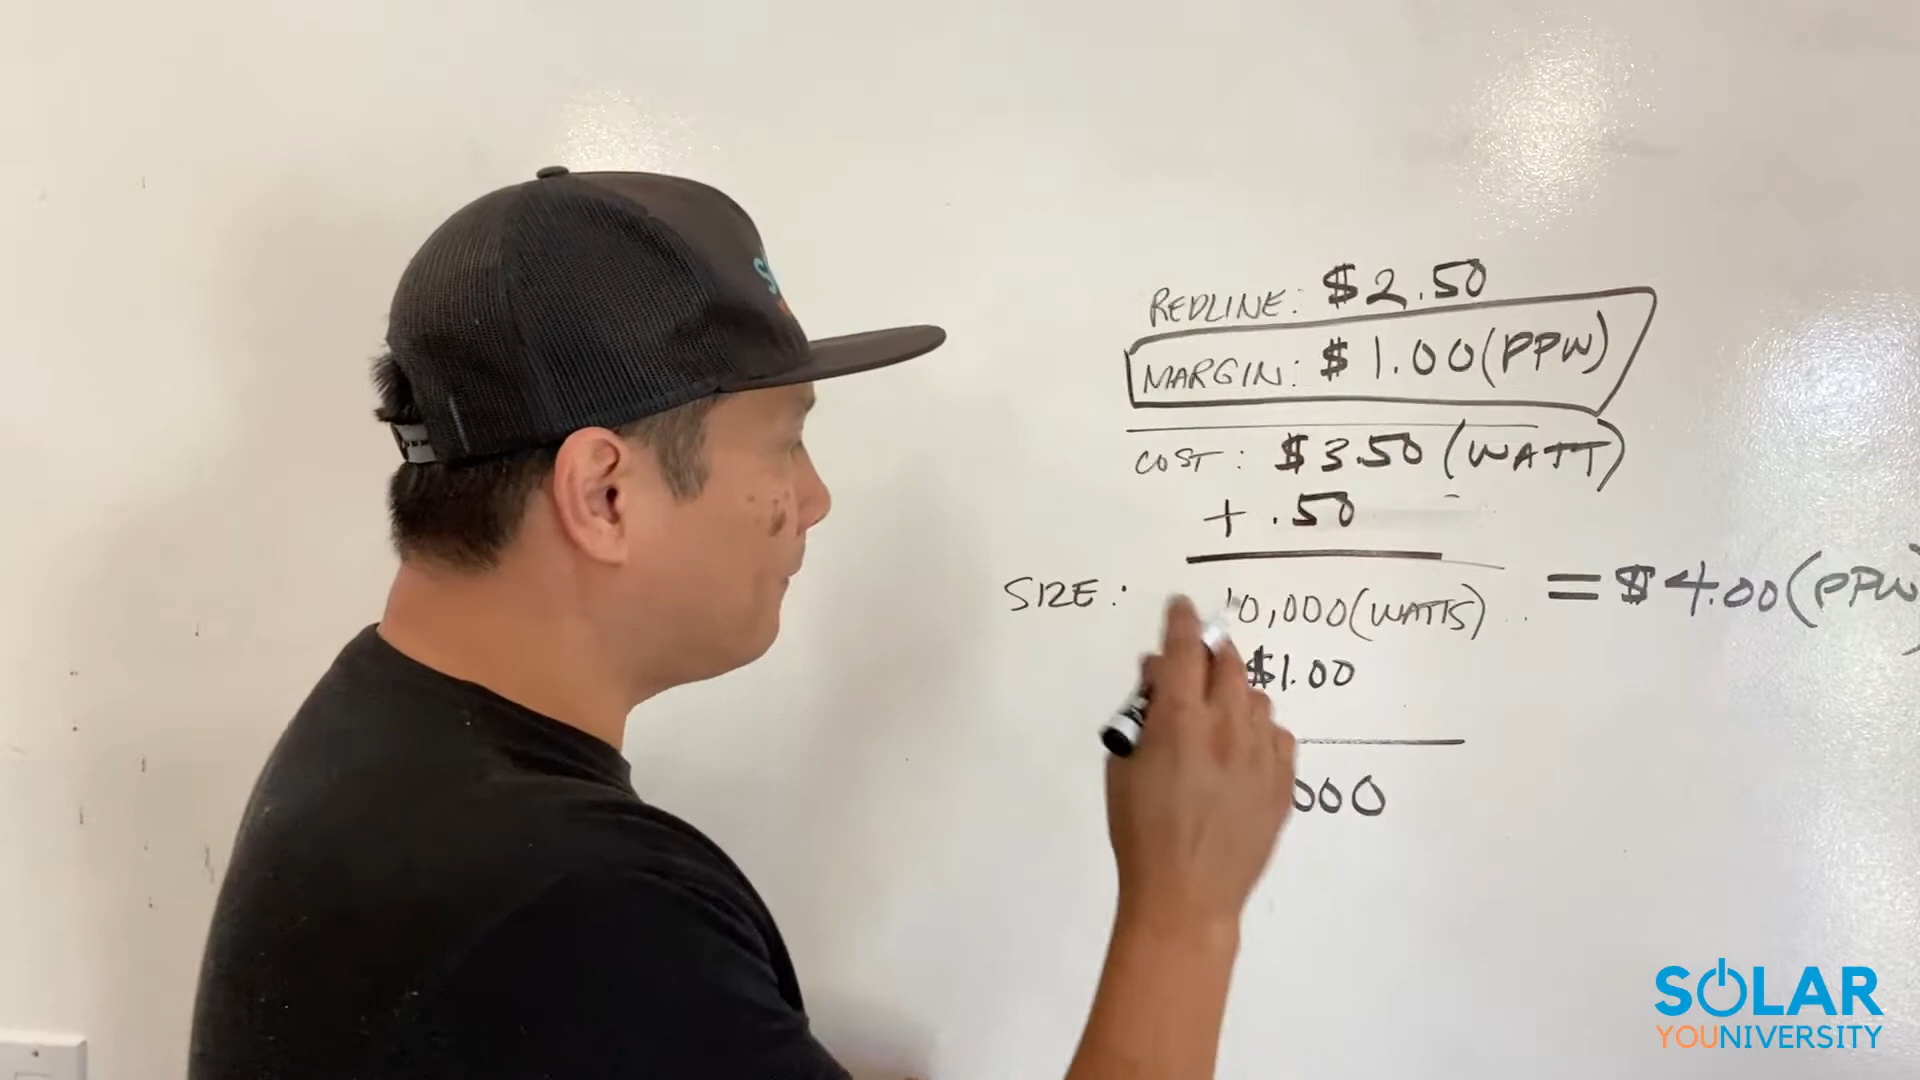 REDLINE: $2.50
MARGIN: $1.00 (PPW)
COST: $3.50 (WATT)
+ .50
SIZE: 10,000 (WATTS) = $4.00 (PPW)
$1.00
000
SOLAR
YOUNIVERSITY